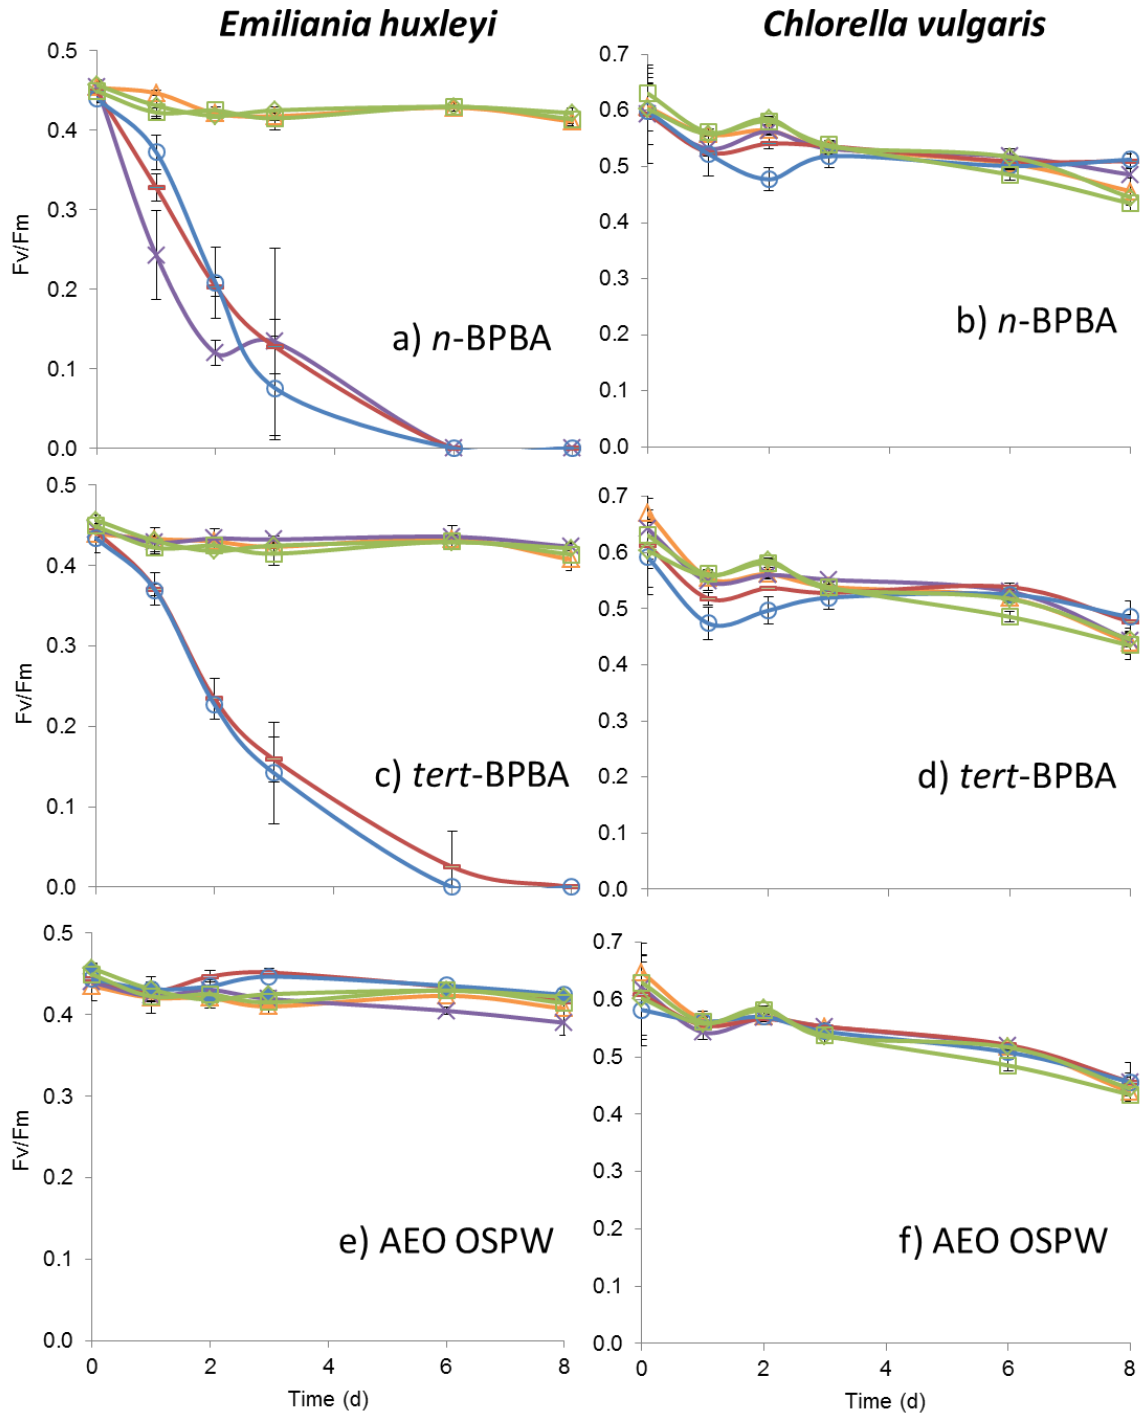 Emiliania huxleyi
Chlorella vulgaris
0.5
0.4
0.3
0.2
0.1
0.0
Fv/Fm
a) n-BPBA
0.7
0.6
0.5
0.4
0.3
0.2
0.1
0.0
b) n-BPBA
0.5
0.4
0.3
0.2
0.1
0.0
Fv/Fm
c) tert-BPBA
0.7
0.6
0.5
0.4
0.3
0.2
0.1
0.0
d) tert-BPBA
0.5
0.4
0.3
0.2
0.1
0.0
Fv/Fm
e) AEO OSPW
0 2 4 6 8
Time (d)
0.7
0.6
0.5
0.4
0.3
0.2
0.1
0.0
f) AEO OSPW
0 2 4 6 8
Time (d)